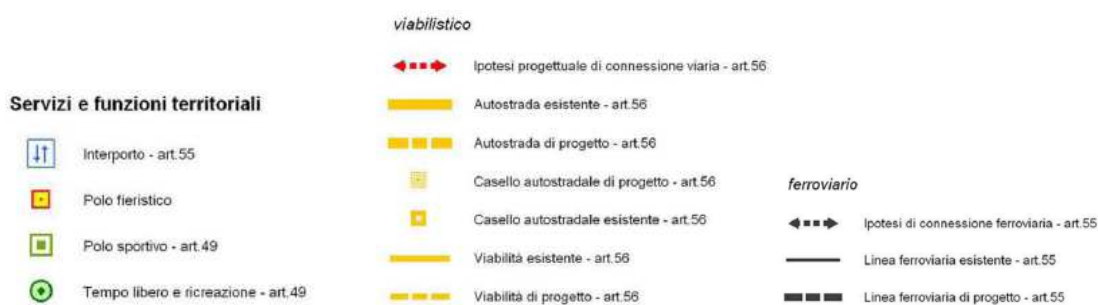 Servizi e funzioni territoriali
Interporto - art.55
Polo fieristico
Polo sportivo - art.49
Tempo libero e ricreazione - art.49
viabilistico
Ipotesi progettuale di connessione viaria - art.56
Autostrada esistente - art.56
Autostrada di progetto - art.56
Casello autostradale di progetto - art.56
Casello autostradale esistente - art.56
Viabilità esistente - art.56
Viabilità di progetto - art.56
ferroviario
Ipotesi di connessione ferroviaria - art.55
Linea ferroviaria esistente - art.55
Linea ferroviaria di progetto - art.55